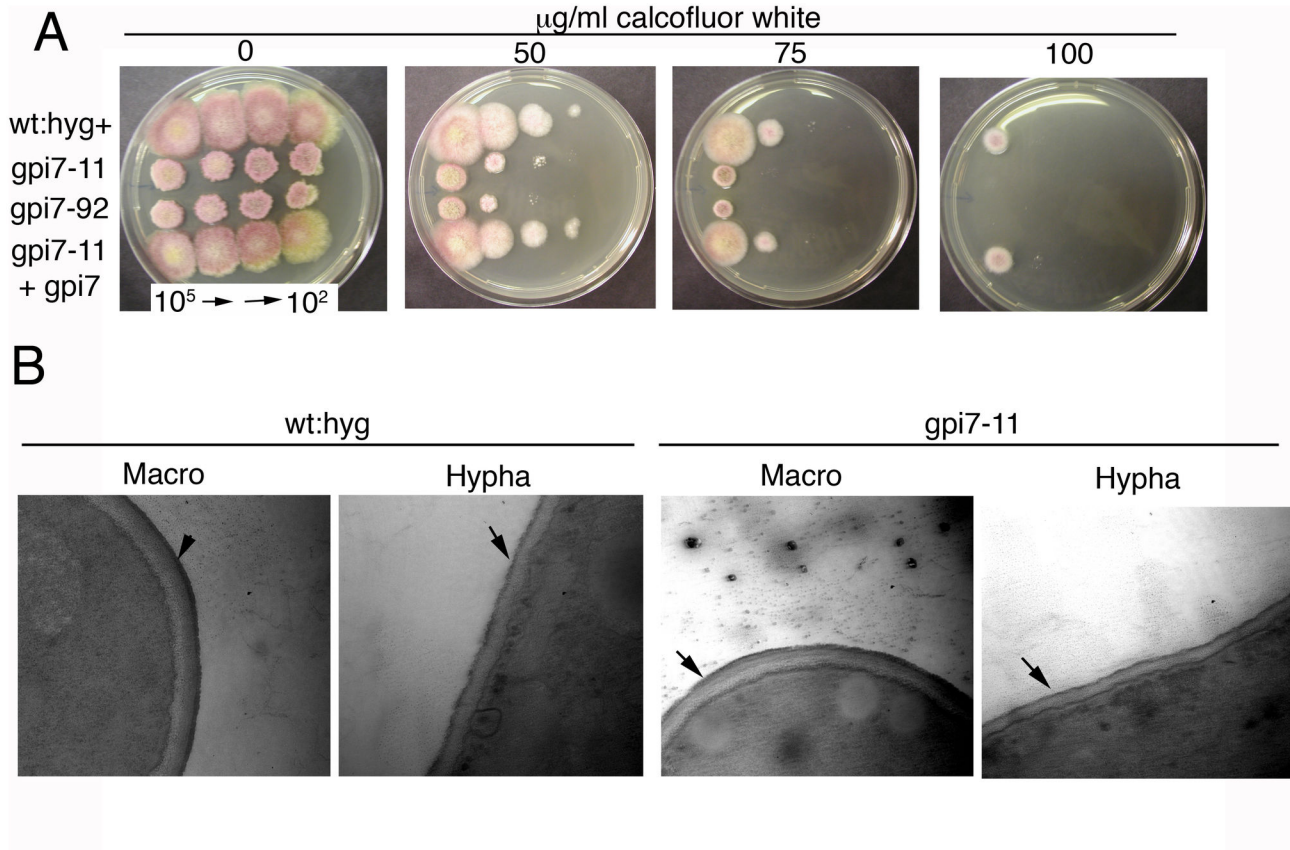 A
µg/ml calcofluor white
0 50 75 100
wt:hyg+
gpi7-11
gpi7-92
gpi7-11
+ gpi7
10⁵ → → 10²
B
wt:hyg gpi7-11
Macro Hypha Macro Hypha